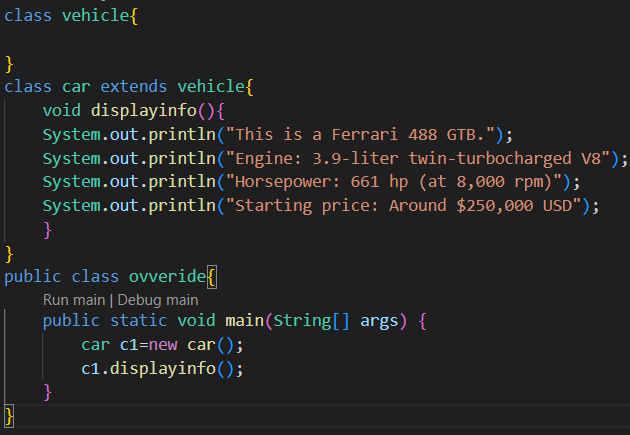 class vehicle{
}
class car extends vehicle{
void displayinfo(){
System.out.println("This is a Ferrari 488 GTB.");
System.out.println("Engine: 3.9-liter twin-turbocharged V8");
System.out.println("Horsepower: 661 hp (at 8,000 rpm)");
System.out.println("Starting price: Around $250,000 USD");
}
}
public class ovveride{
Run main | Debug main
public static void main(String[] args) {
car c1=new car();
c1.displayinfo();
}
}